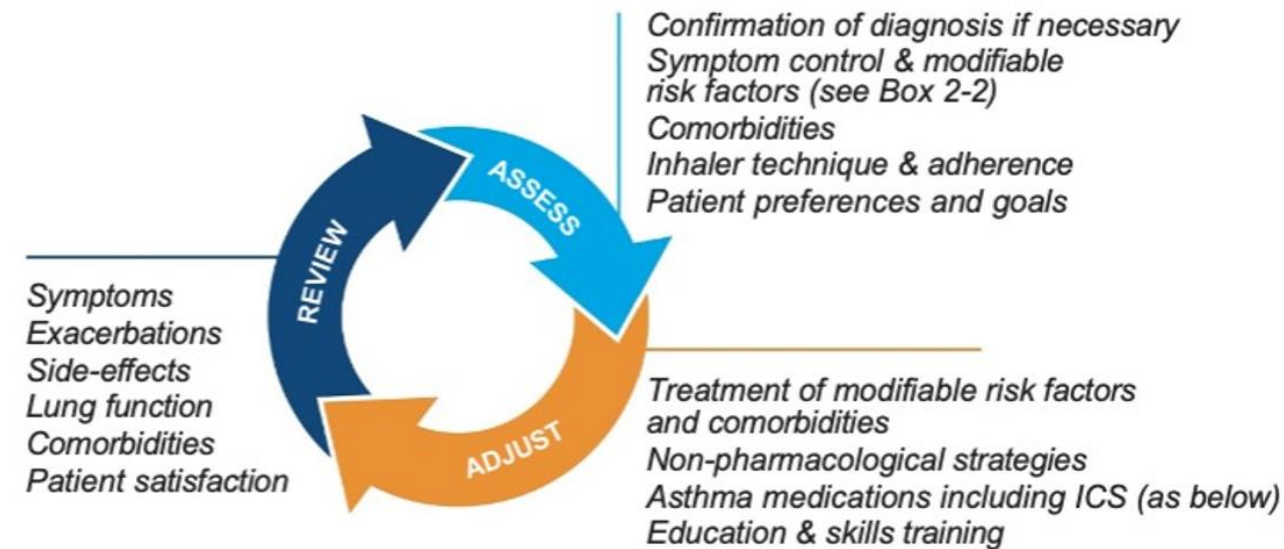 Confirmation of diagnosis if necessary
Symptom control & modifiable
risk factors (see Box 2-2)
Comorbidities
Inhaler technique & adherence
Patient preferences and goals
ASSESS
REVIEW
Symptoms
Exacerbations
Side-effects
Lung function
Comorbidities
Patient satisfaction
ADJUST
Treatment of modifiable risk factors
and comorbidities
Non-pharmacological strategies
Asthma medications including ICS (as below)
Education & skills training